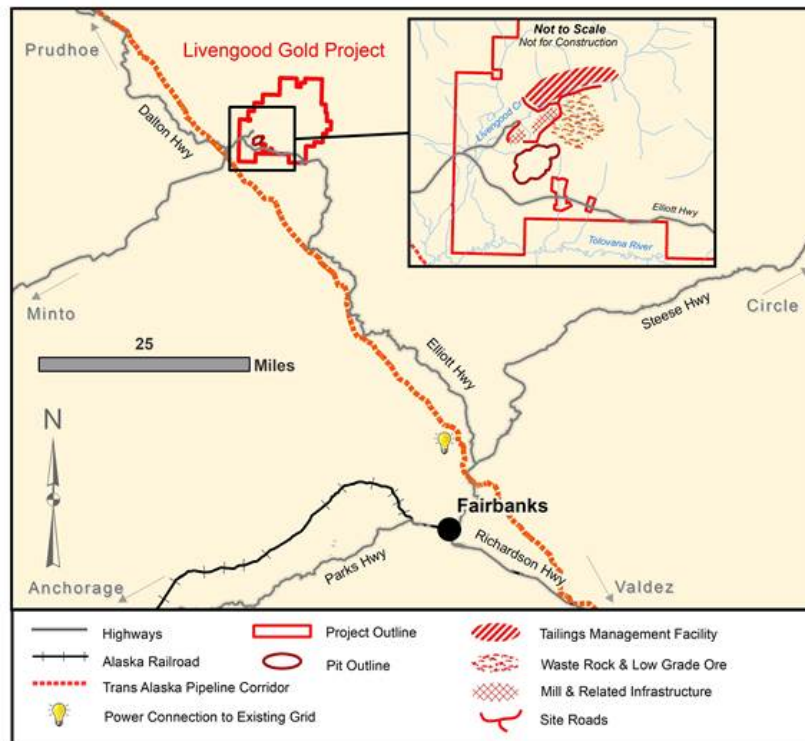 Prudhoe
Livengood Gold Project
Dalton Hwy
Not to Scale
Not for Construction
Livengood Cr
Elliott Hwy
Tolovana River
Minto
Steese Hwy
Circle
25
Miles
Elliott Hwy
N
Fairbanks
Richardson Hwy
Parks Hwy
Anchorage
Valdez
Highways
Project Outline
Tailings Management Facility
Alaska Railroad
Pit Outline
Waste Rock & Low Grade Ore
Trans Alaska Pipeline Corridor
Mill & Related Infrastructure
Power Connection to Existing Grid
Site Roads